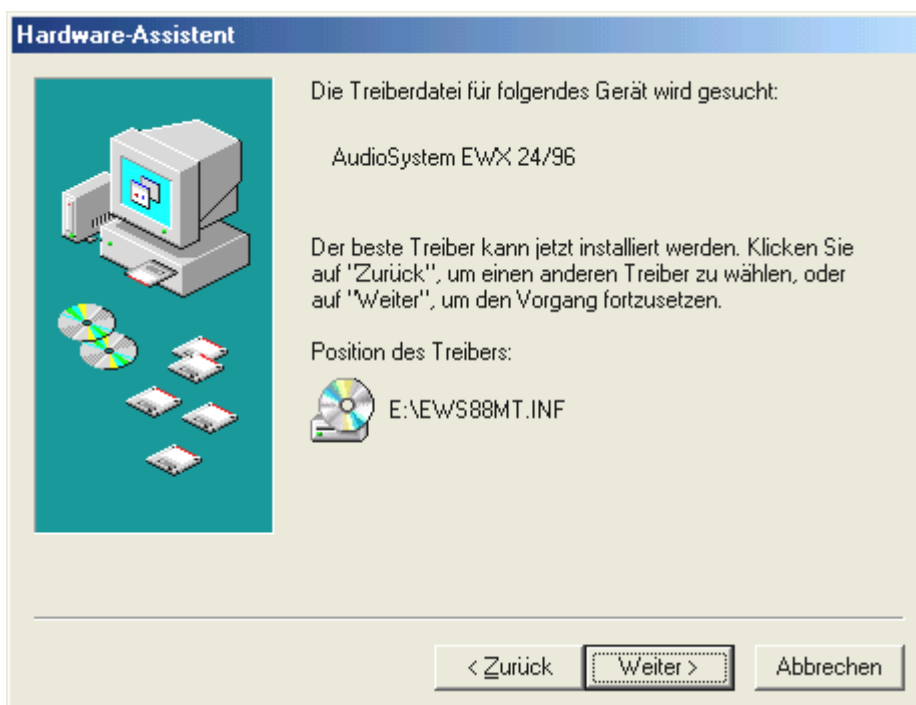 Hardware-Assistent
Die Treiberdatei für folgendes Gerät wird gesucht:
AudioSystem EWX 24/96
Der beste Treiber kann jetzt installiert werden. Klicken Sie
auf "Zurück", um einen anderen Treiber zu wählen, oder
auf "Weiter", um den Vorgang fortzusetzen.
Position des Treibers:
E:\EWS88MT.INF
< Zurück
Weiter >
Abbrechen